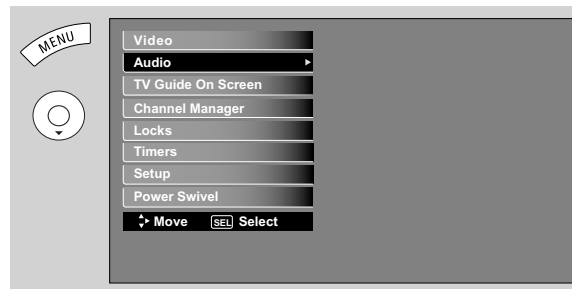 MENU
Video
Audio
TV Guide On Screen
Channel Manager
Locks
Timers
Setup
Power Swivel
Move SEL Select